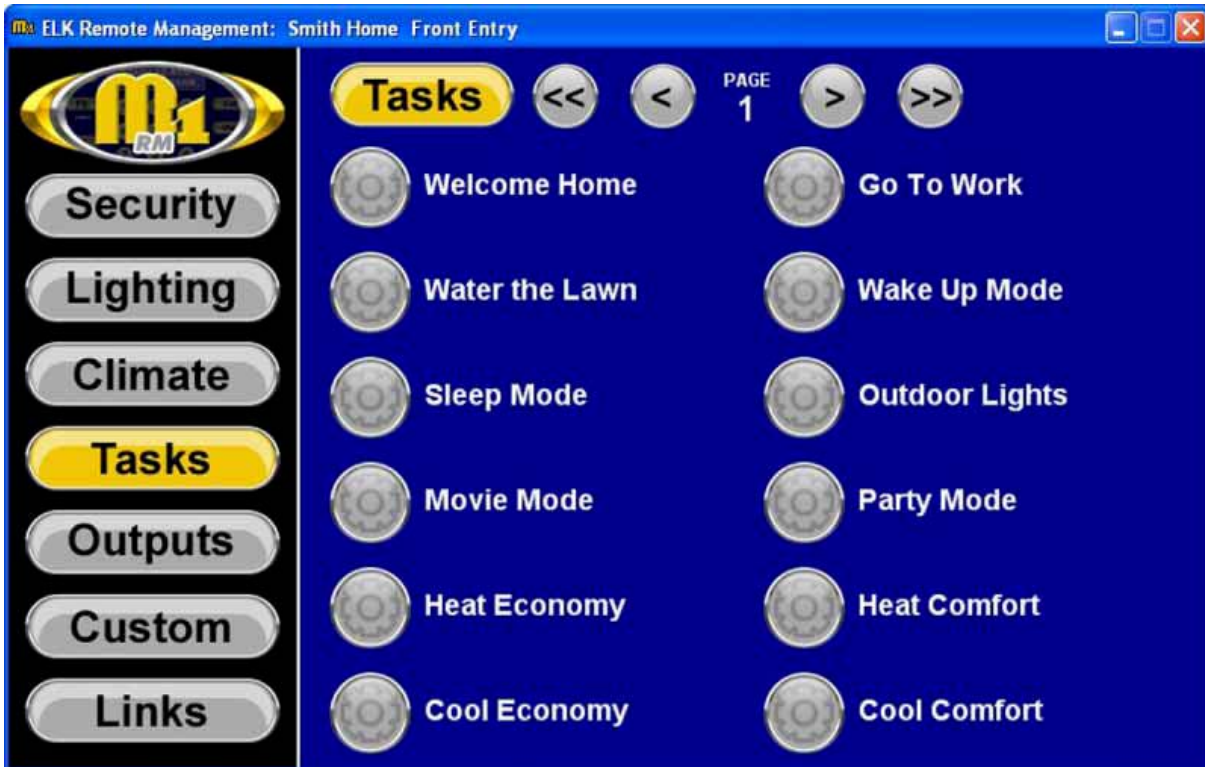 ELK Remote Management: Smith Home Front Entry
M1
RM
Security
Lighting
Climate
Tasks
Outputs
Custom
Links
Tasks << < PAGE 1 > >>
Welcome Home Go To Work
Water the Lawn Wake Up Mode
Sleep Mode Outdoor Lights
Movie Mode Party Mode
Heat Economy Heat Comfort
Cool Economy Cool Comfort